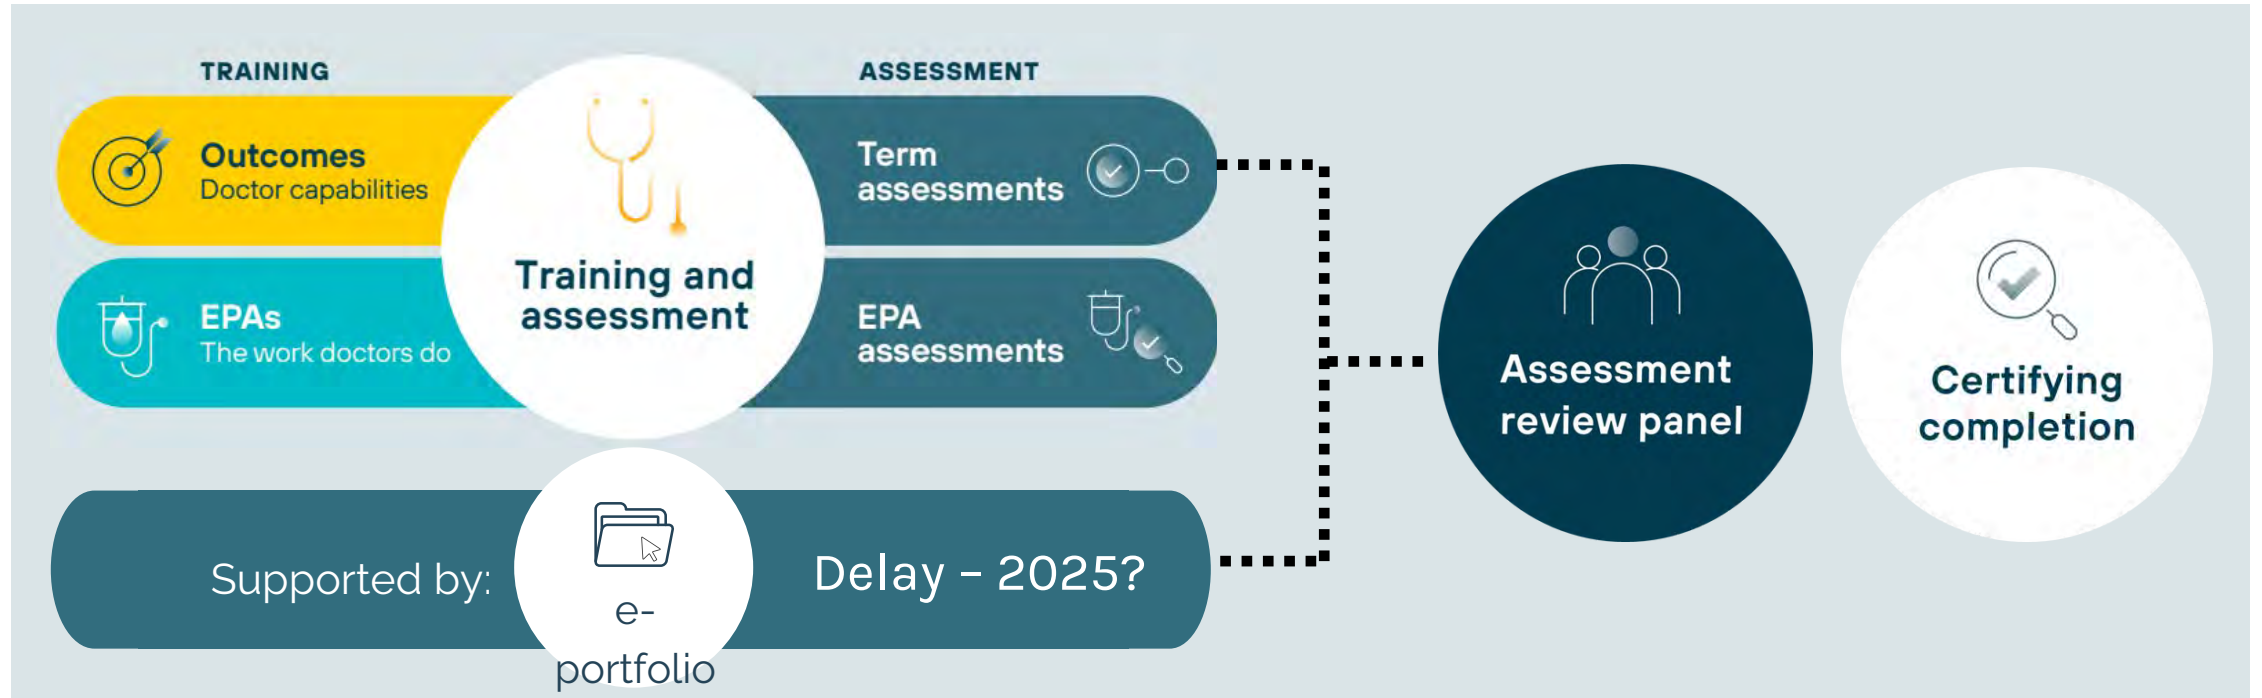 TRAINING
Outcomes
Doctor capabilities
EPAs
The work doctors do
Training and
assessment
ASSESSMENT
Term
assessments
EPA
assessments
Supported by:
e-
portfolio
Delay – 2025?
Assessment
review panel
Certifying
completion